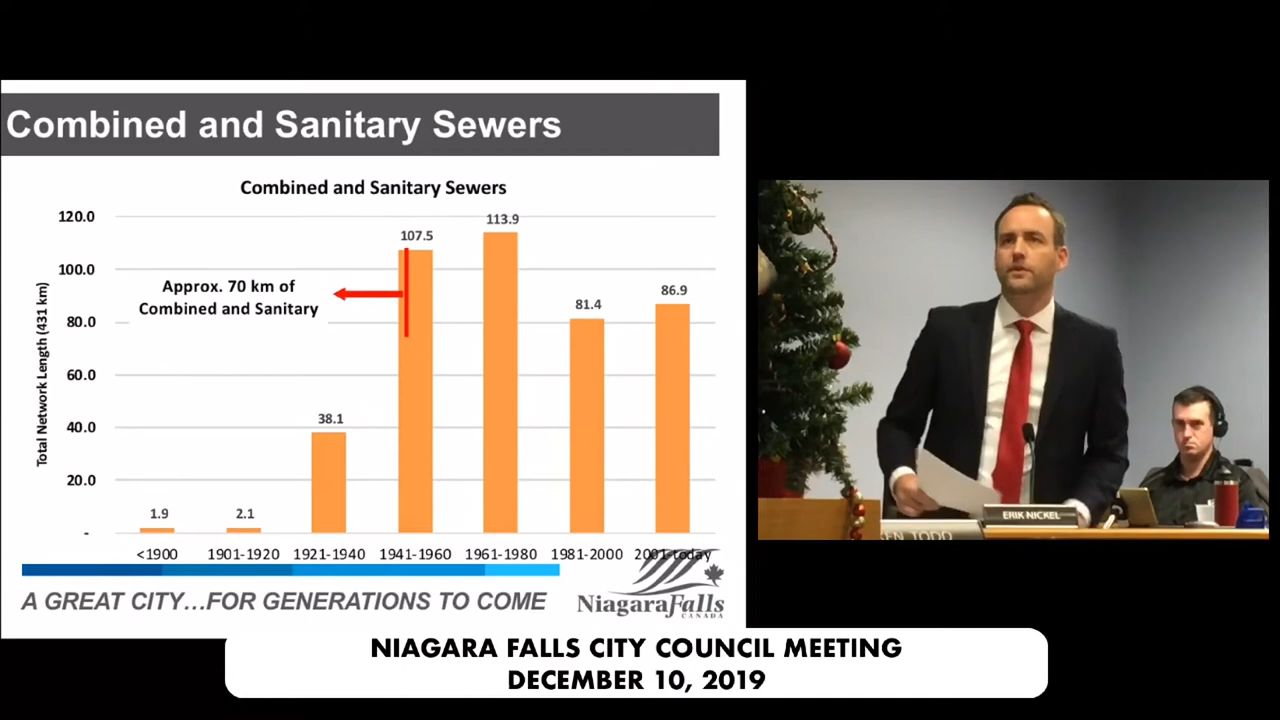 Combined and Sanitary Sewers
Combined and Sanitary Sewers
Total Network Length (431 km)
120.0
100.0
80.0
60.0
40.0
20.0
-
1.9
2.1
38.1
107.5
113.9
81.4
86.9
Approx. 70 km of
Combined and Sanitary
<1900 1901-1920 1921-1940 1941-1960 1961-1980 1981-2000 2001-today
A GREAT CITY...FOR GENERATIONS TO COME
NiagaraFalls
CANADA
ERIK NICKEL
KEN TODD
NIAGARA FALLS CITY COUNCIL MEETING
DECEMBER 10, 2019